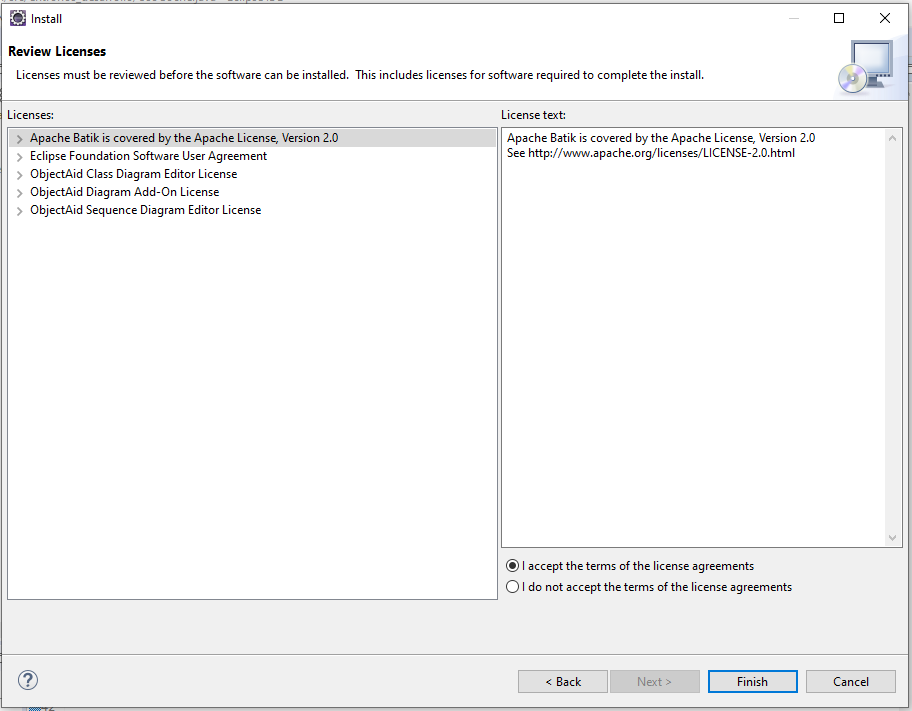 Install
Review Licenses
Licenses must be reviewed before the software can be installed.  This includes licenses for software required to complete the install.
Licenses:
Apache Batik is covered by the Apache License, Version 2.0
Eclipse Foundation Software User Agreement
ObjectAid Class Diagram Editor License
ObjectAid Diagram Add-On License
ObjectAid Sequence Diagram Editor License
License text:
Apache Batik is covered by the Apache License, Version 2.0
See http://www.apache.org/licenses/LICENSE-2.0.html
I accept the terms of the license agreements
I do not accept the terms of the license agreements
?
< Back
Next >
Finish
Cancel